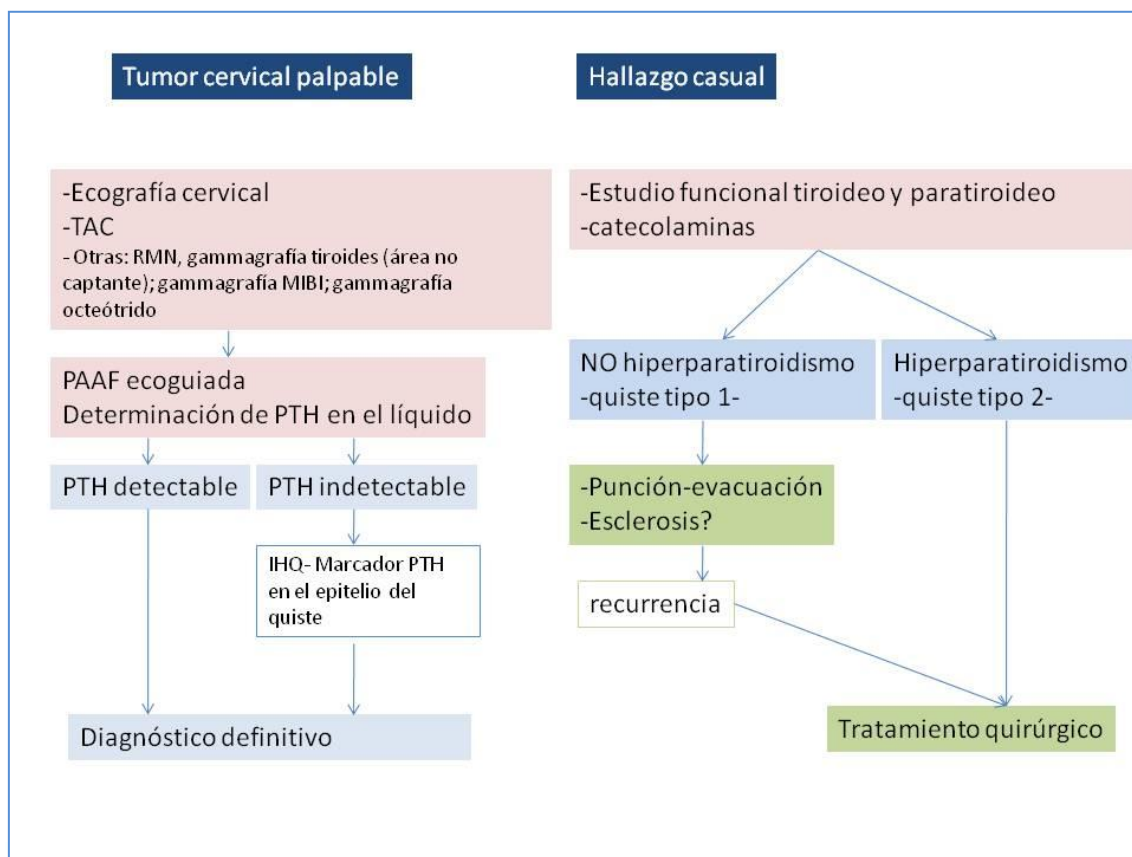 Tumor cervical palpable
-Ecografía cervical
-TAC
- Otras: RMN, gammagrafía tiroides (área no
captante); gammagrafía MIBI; gammagrafía
octeótrido
PAAF ecoguiada
Determinación de PTH en el líquido
PTH detectable
PTH indetectable
IHQ- Marcador PTH
en el epitelio del
quiste
Diagnóstico definitivo
Hallazgo casual
-Estudio funcional tiroideo y paratiroideo
-catecolaminas
NO hiperparatiroidismo
-quiste tipo 1-
Hiperparatiroidismo
-quiste tipo 2-
-Punción-evacuación
-Esclerosis?
recurrencia
Tratamiento quirúrgico